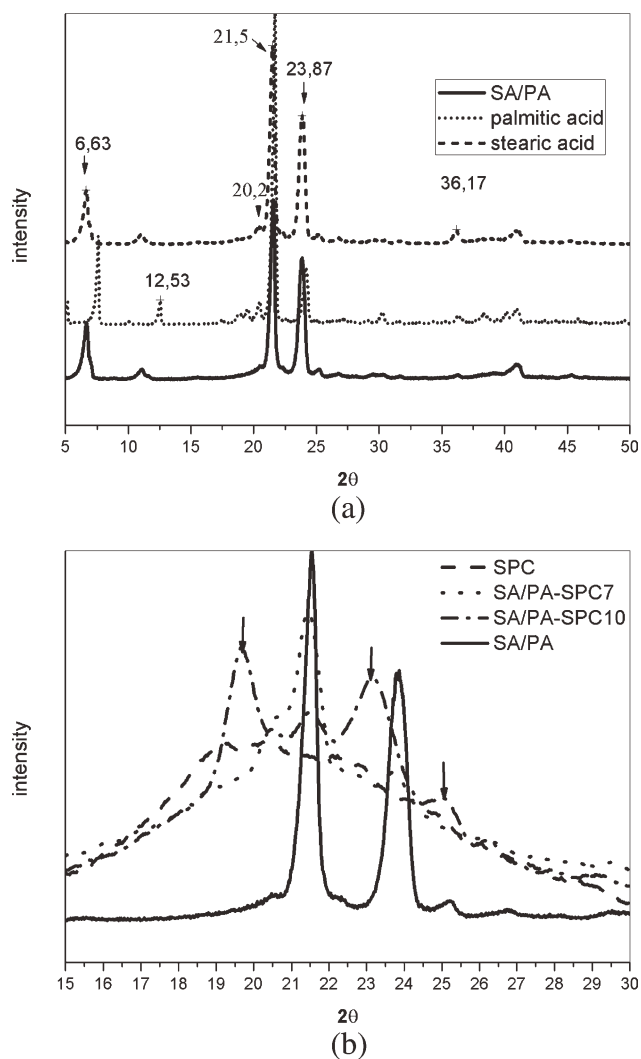 21,5
23,87
SA/PA
palmitic acid
stearic acid
6,63
20,2
36,17
12,53
intensity
5 10 15 20 25 30 35 40 45 50
2θ
(a)
SPC
SA/PA-SPC7
SA/PA-SPC10
SA/PA
intensity
15 16 17 18 19 20 21 22 23 24 25 26 27 28 29 30
2θ
(b)